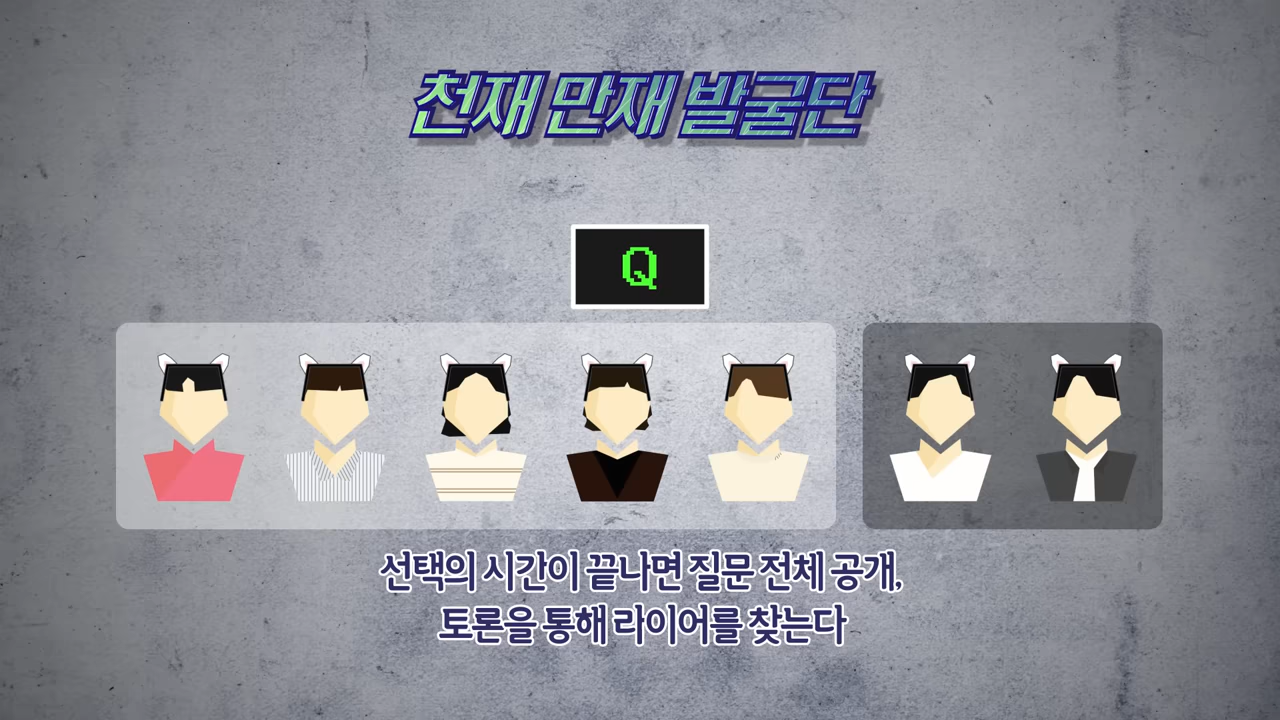 천재 만재 발굴단
Q
선택의 시간이 끝나면 질문 전체 공개,
토론을 통해 라이어를 찾는다